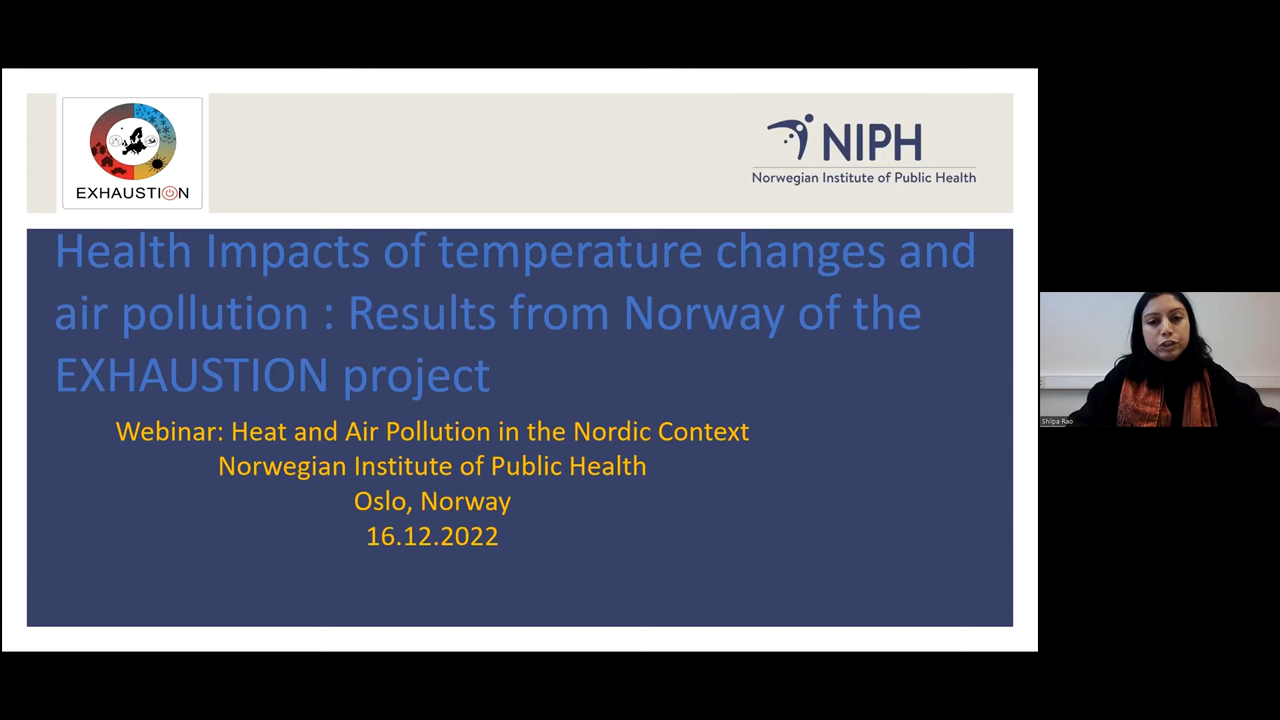 EXHAUSTION
NIPH
Norwegian Institute of Public Health
Health Impacts of temperature changes and
air pollution : Results from Norway of the
EXHAUSTION project
Webinar: Heat and Air Pollution in the Nordic Context
Norwegian Institute of Public Health
Oslo, Norway
16.12.2022
Shilpa Rao